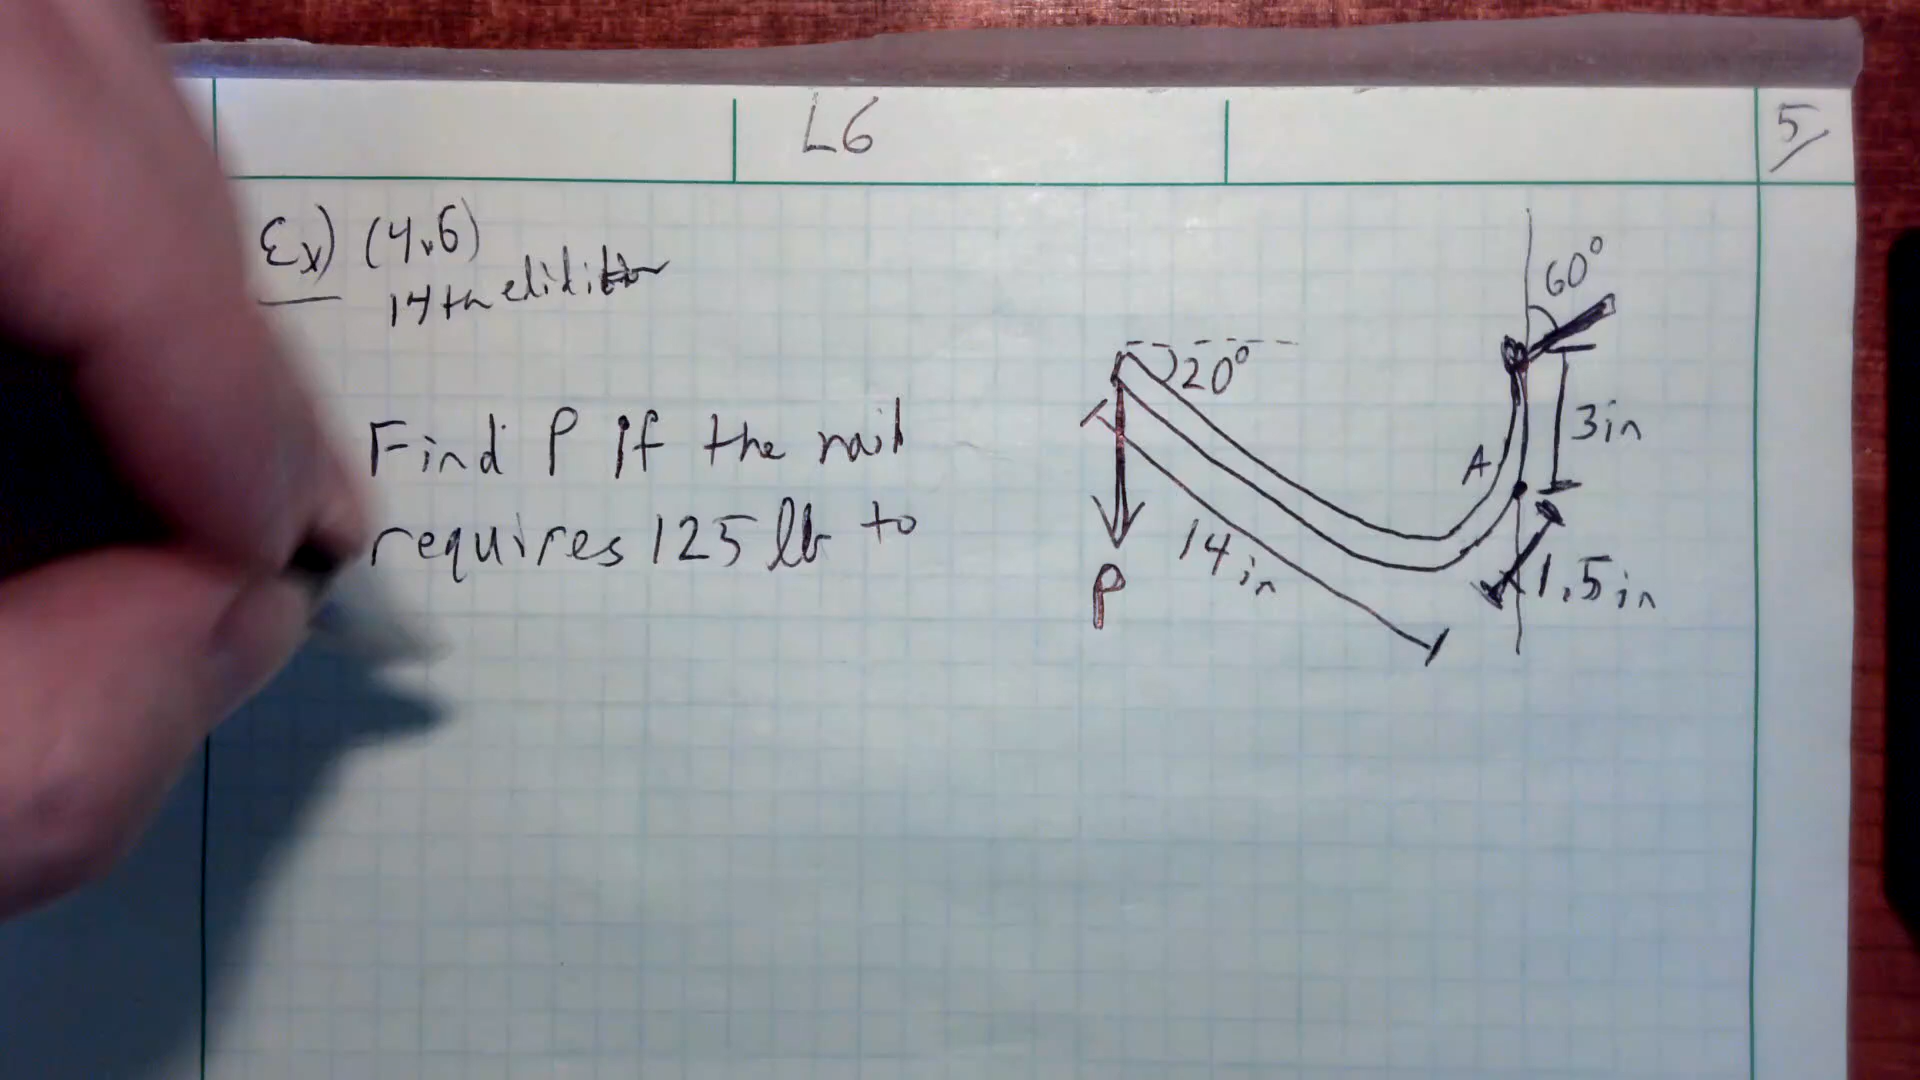 L6
5/
Ex) (4.6)
14th edition
Find P if the nail
requires 125 lb to
60°
20°
3in
A
1.5in
14in
P